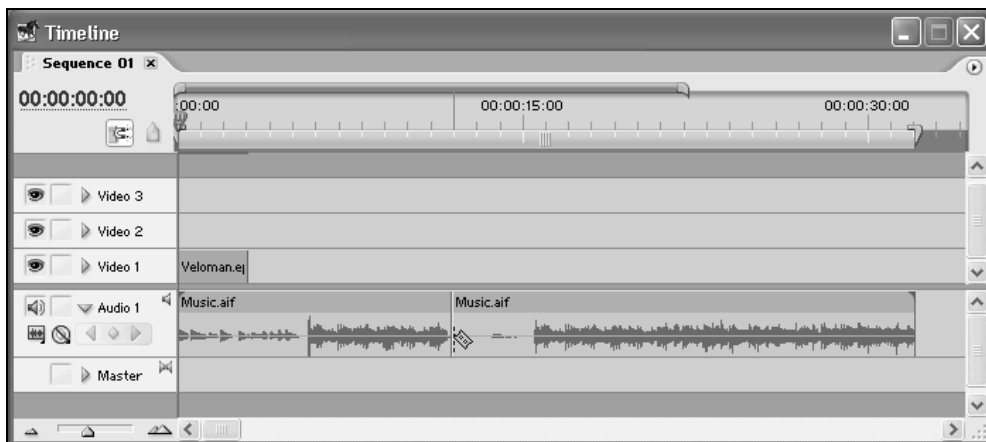 Timeline
Sequence 01
00:00:00:00
:00:00 00:00:15:00 00:00:30:00
Video 3
Video 2
Video 1 Veloman.ep
Audio 1 Music.aif Music.aif
Master